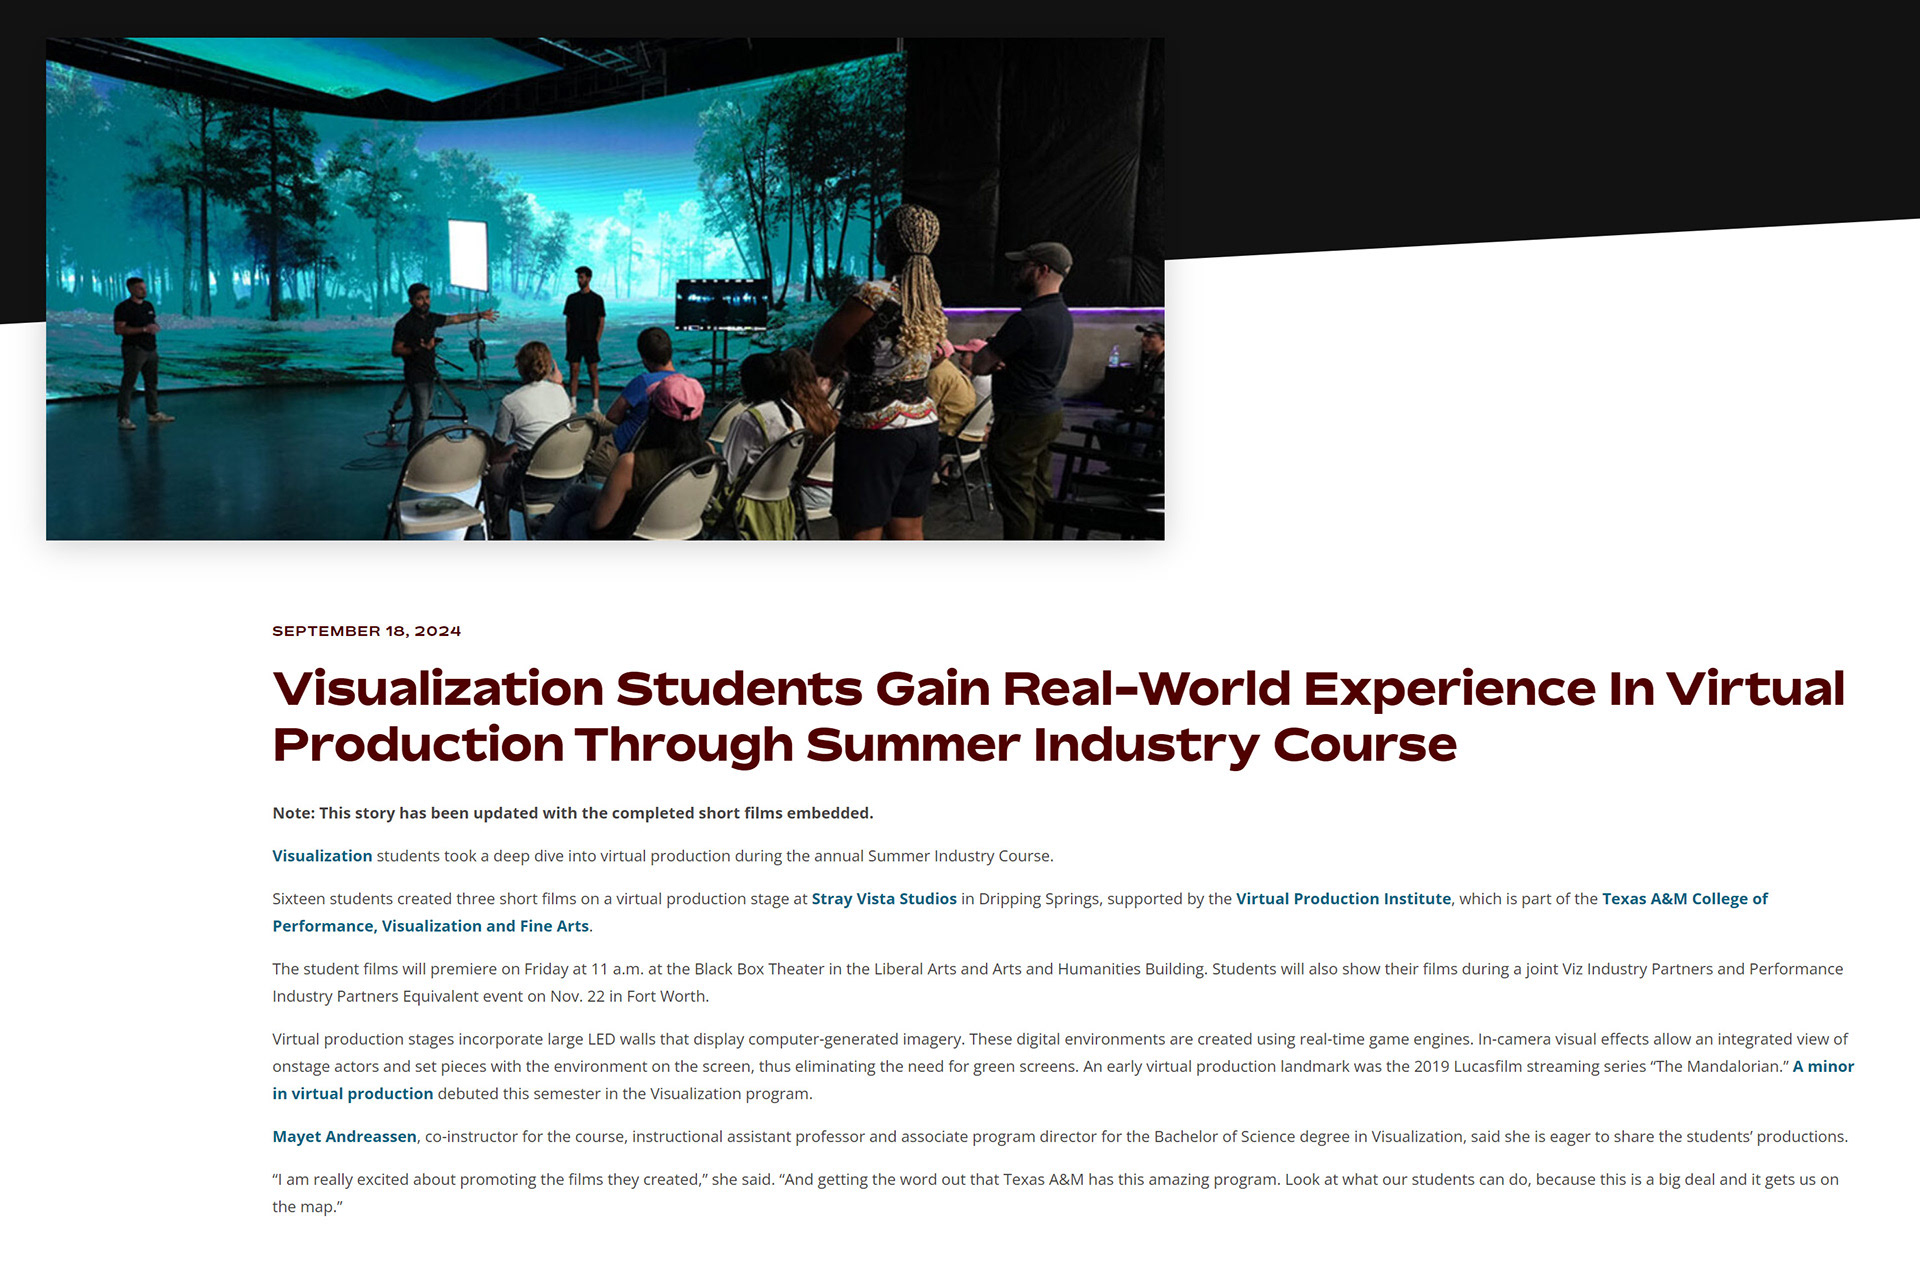 SEPTEMBER 18, 2024
Visualization Students Gain Real-World Experience In Virtual
Production Through Summer Industry Course
Note: This story has been updated with the completed short films embedded.
Visualization students took a deep dive into virtual production during the annual Summer Industry Course.
Sixteen students created three short films on a virtual production stage at Stray Vista Studios in Dripping Springs, supported by the Virtual Production Institute, which is part of the Texas A&M College of
Performance, Visualization and Fine Arts.
The student films will premiere on Friday at 11 a.m. at the Black Box Theater in the Liberal Arts and Arts and Humanities Building. Students will also show their films during a joint Viz Industry Partners and Performance
Industry Partners Equivalent event on Nov. 22 in Fort Worth.
Virtual production stages incorporate large LED walls that display computer-generated imagery. These digital environments are created using real-time game engines. In-camera visual effects allow an integrated view of
onstage actors and set pieces with the environment on the screen, thus eliminating the need for green screens. An early virtual production landmark was the 2019 Lucasfilm streaming series “The Mandalorian.” A minor
in virtual production debuted this semester in the Visualization program.
Mayet Andreassen, co-instructor for the course, instructional assistant professor and associate program director for the Bachelor of Science degree in Visualization, said she is eager to share the students’ productions.
“I am really excited about promoting the films they created,” she said. “And getting the word out that Texas A&M has this amazing program. Look at what our students can do, because this is a big deal and it gets us on
the map.”